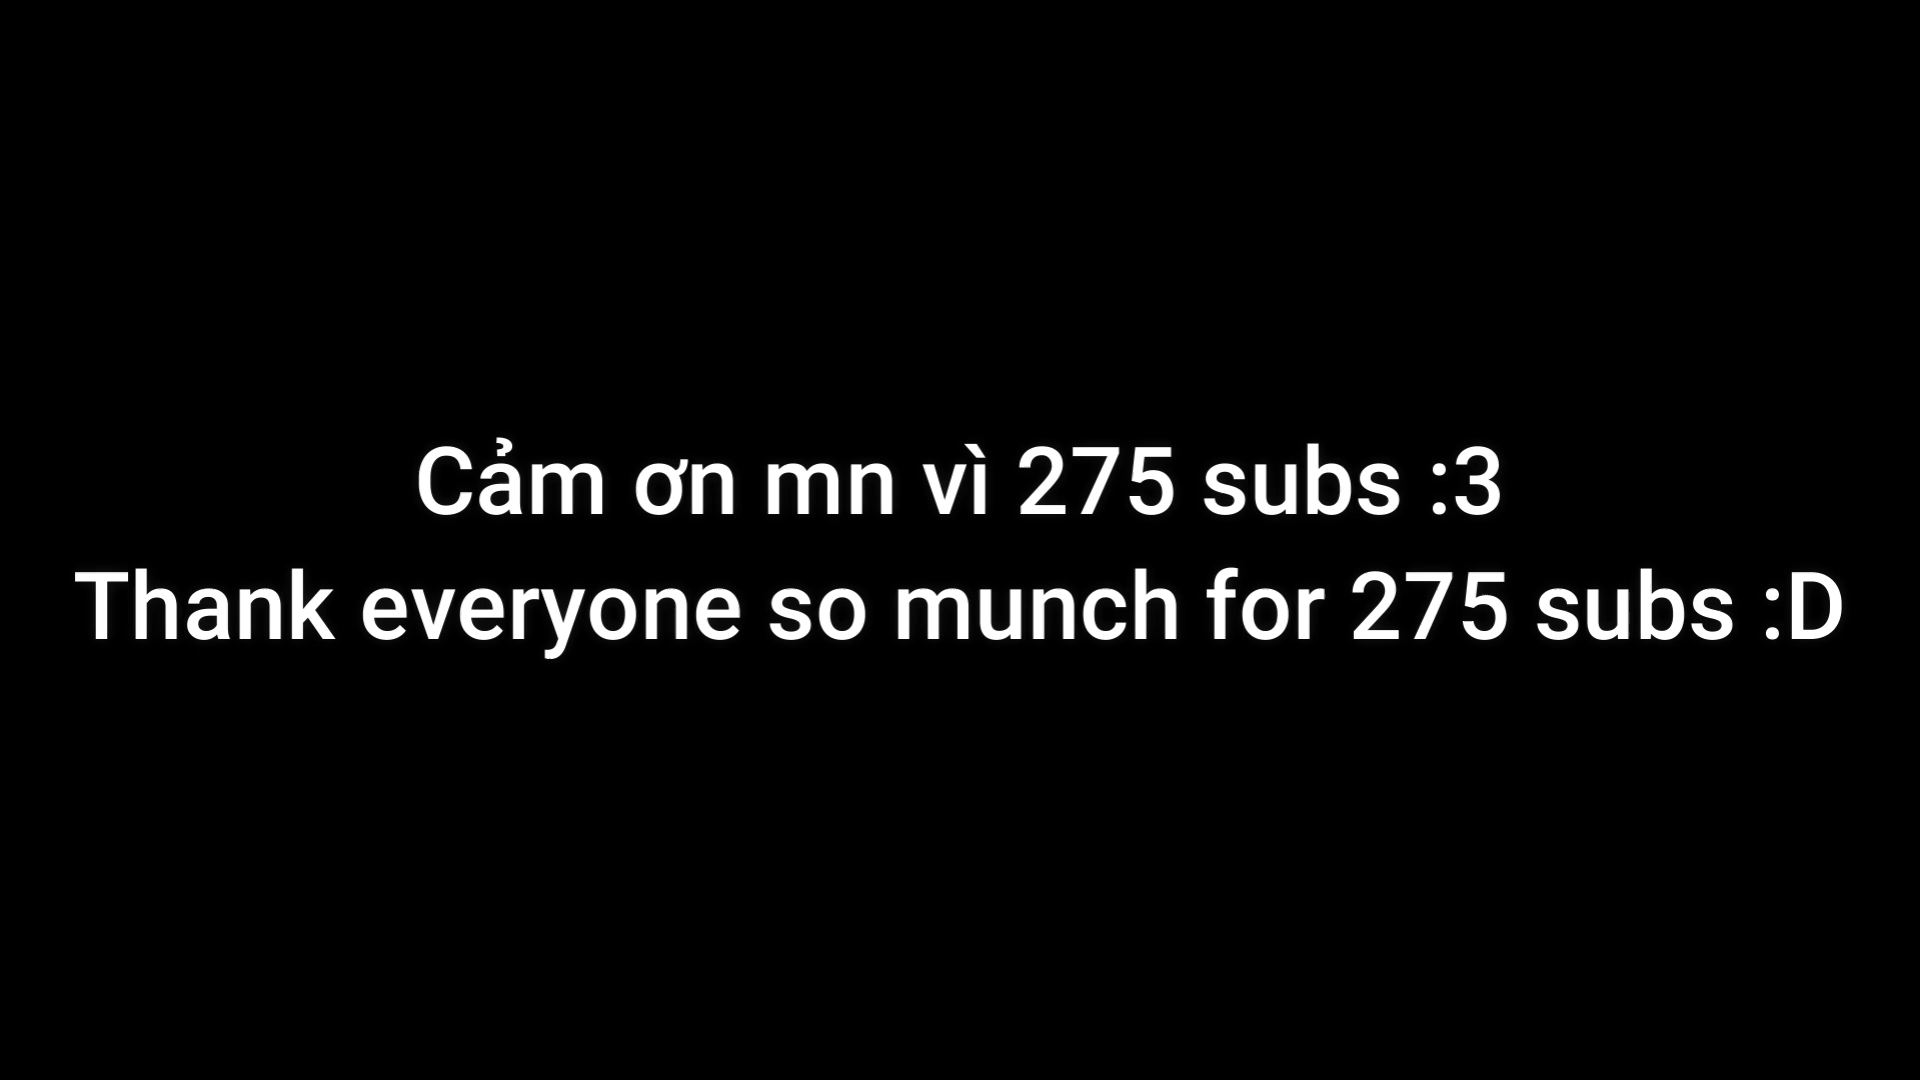 Cảm ơn mn vì 275 subs :3
Thank everyone so munch for 275 subs :D